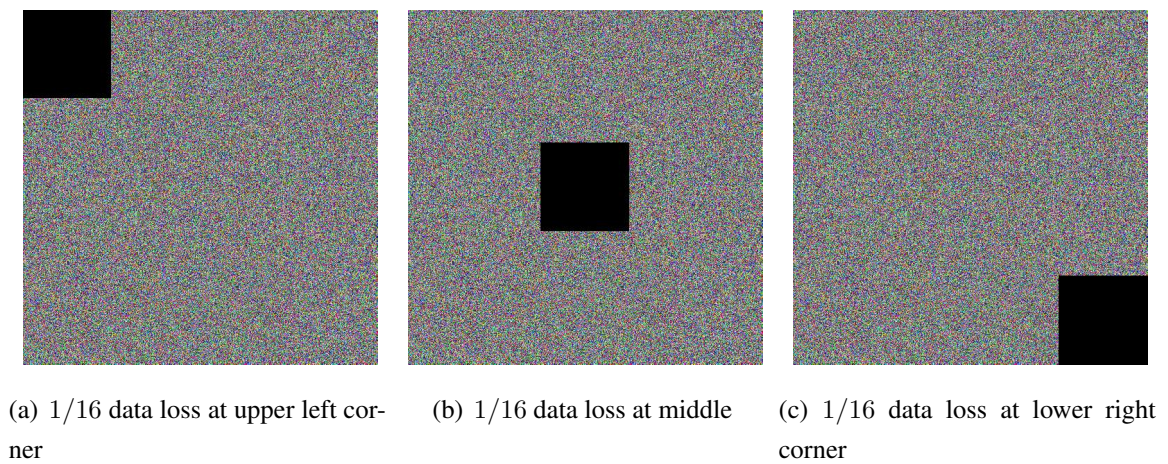 (a) 1/16 data loss at upper left cor-
ner
(b) 1/16 data loss at middle
(c) 1/16 data loss at lower right
corner